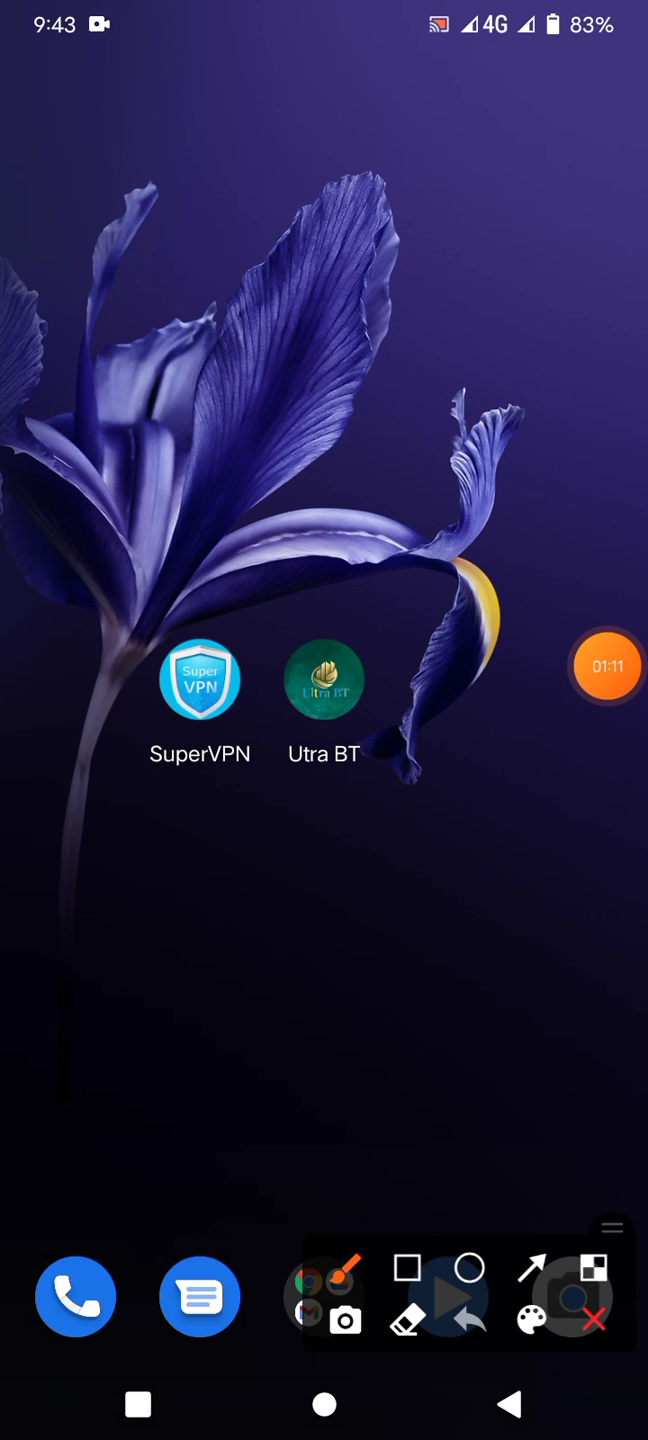 9:43 4G 83%
Super
VPN
Ultra BT
01:11
SuperVPN Utra BT